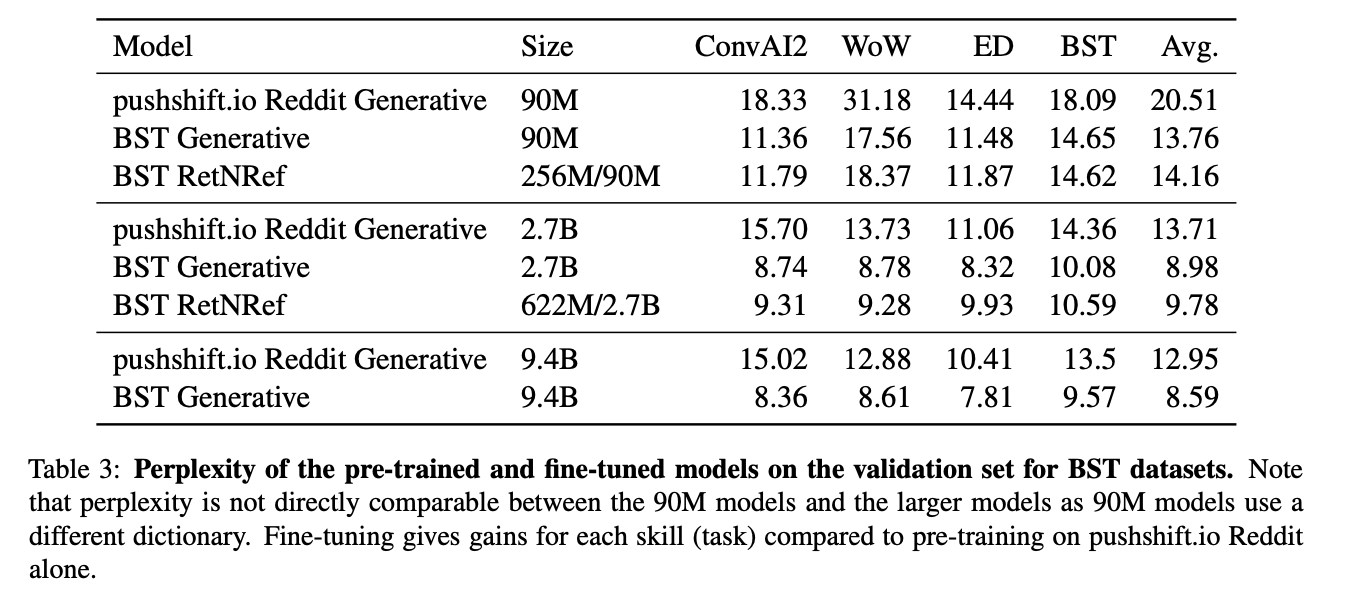 Model Size ConvAI2 WoW ED BST Avg.
pushshift.io Reddit Generative 90M 18.33 31.18 14.44 18.09 20.51
BST Generative 90M 11.36 17.56 11.48 14.65 13.76
BST RetNRef 256M/90M 11.79 18.37 11.87 14.62 14.16
pushshift.io Reddit Generative 2.7B 15.70 13.73 11.06 14.36 13.71
BST Generative 2.7B 8.74 8.78 8.32 10.08 8.98
BST RetNRef 622M/2.7B 9.31 9.28 9.93 10.59 9.78
pushshift.io Reddit Generative 9.4B 15.02 12.88 10.41 13.5 12.95
BST Generative 9.4B 8.36 8.61 7.81 9.57 8.59
Table 3: Perplexity of the pre-trained and fine-tuned models on the validation set for BST datasets. Note
that perplexity is not directly comparable between the 90M models and the larger models as 90M models use a
different dictionary. Fine-tuning gives gains for each skill (task) compared to pre-training on pushshift.io Reddit
alone.